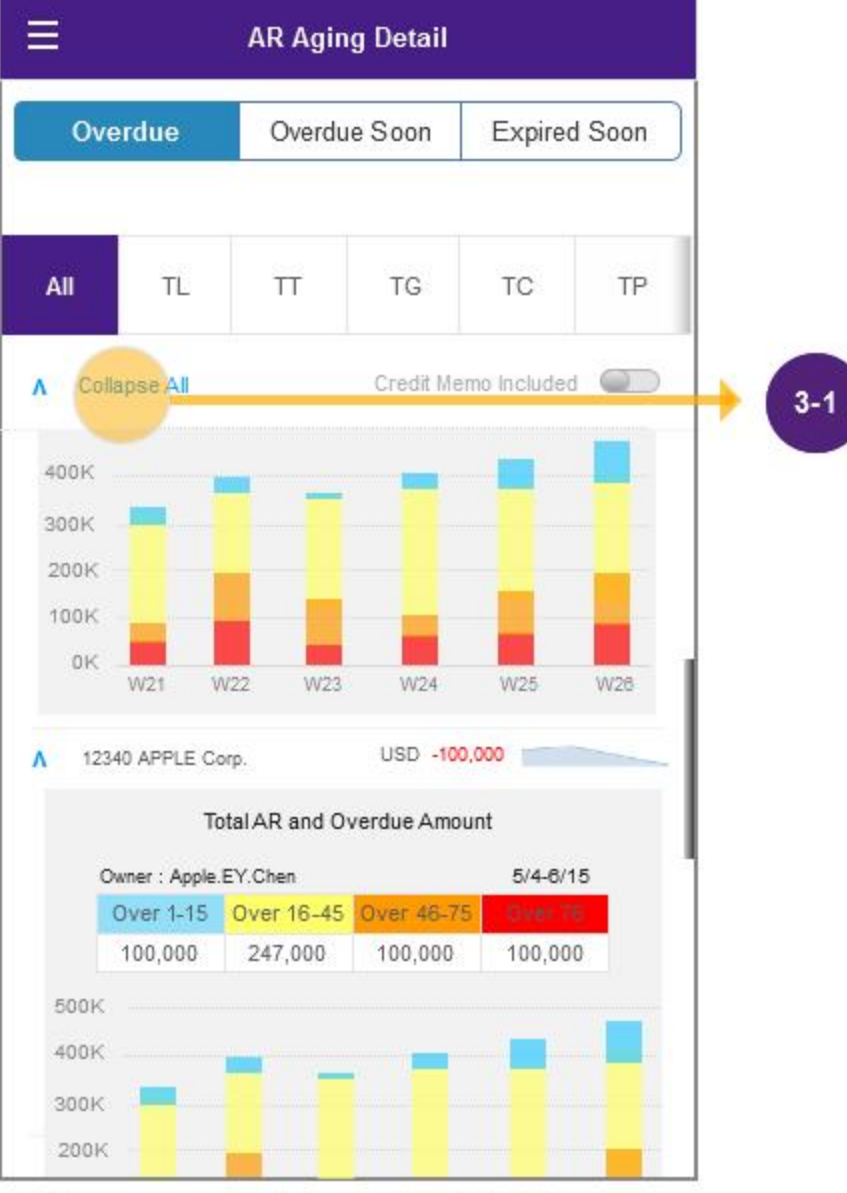 ☰ AR Aging Detail
Overdue Overdue Soon Expired Soon
All TL TT TG TC TP
∧ Collapse All Credit Memo Included
3-1
400K
300K
200K
100K
0K
W21 W22 W23 W24 W25 W26
∧ 12340 APPLE Corp. USD -100,000
Total AR and Overdue Amount
Owner : Apple.EY.Chen 5/4-6/15
Over 1-15 Over 16-45 Over 46-75 Over 76
100,000 247,000 100,000 100,000
500K
400K
300K
200K